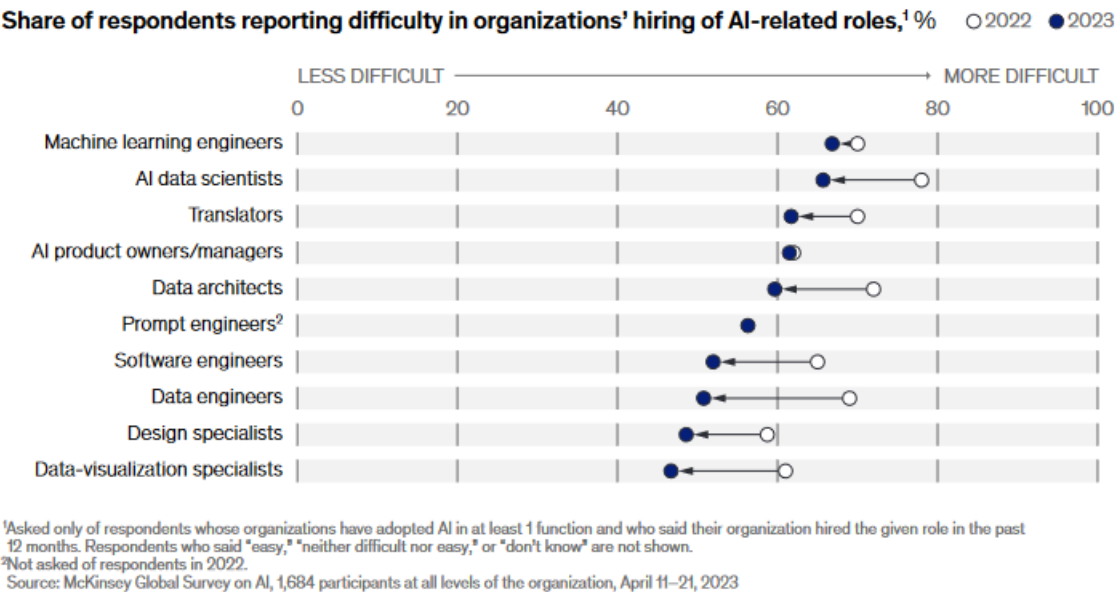 Share of respondents reporting difficulty in organizations’ hiring of AI-related roles,¹ % ○ 2022 ● 2023
LESS DIFFICULT → MORE DIFFICULT
0 20 40 60 80 100
Machine learning engineers
AI data scientists
Translators
AI product owners/managers
Data architects
Prompt engineers²
Software engineers
Data engineers
Design specialists
Data-visualization specialists
¹Asked only of respondents whose organizations have adopted AI in at least 1 function and who said their organization hired the given role in the past
12 months. Respondents who said "easy," "neither difficult nor easy," or "don't know" are not shown.
²Not asked of respondents in 2022.
Source: McKinsey Global Survey on AI, 1,684 participants at all levels of the organization, April 11–21, 2023